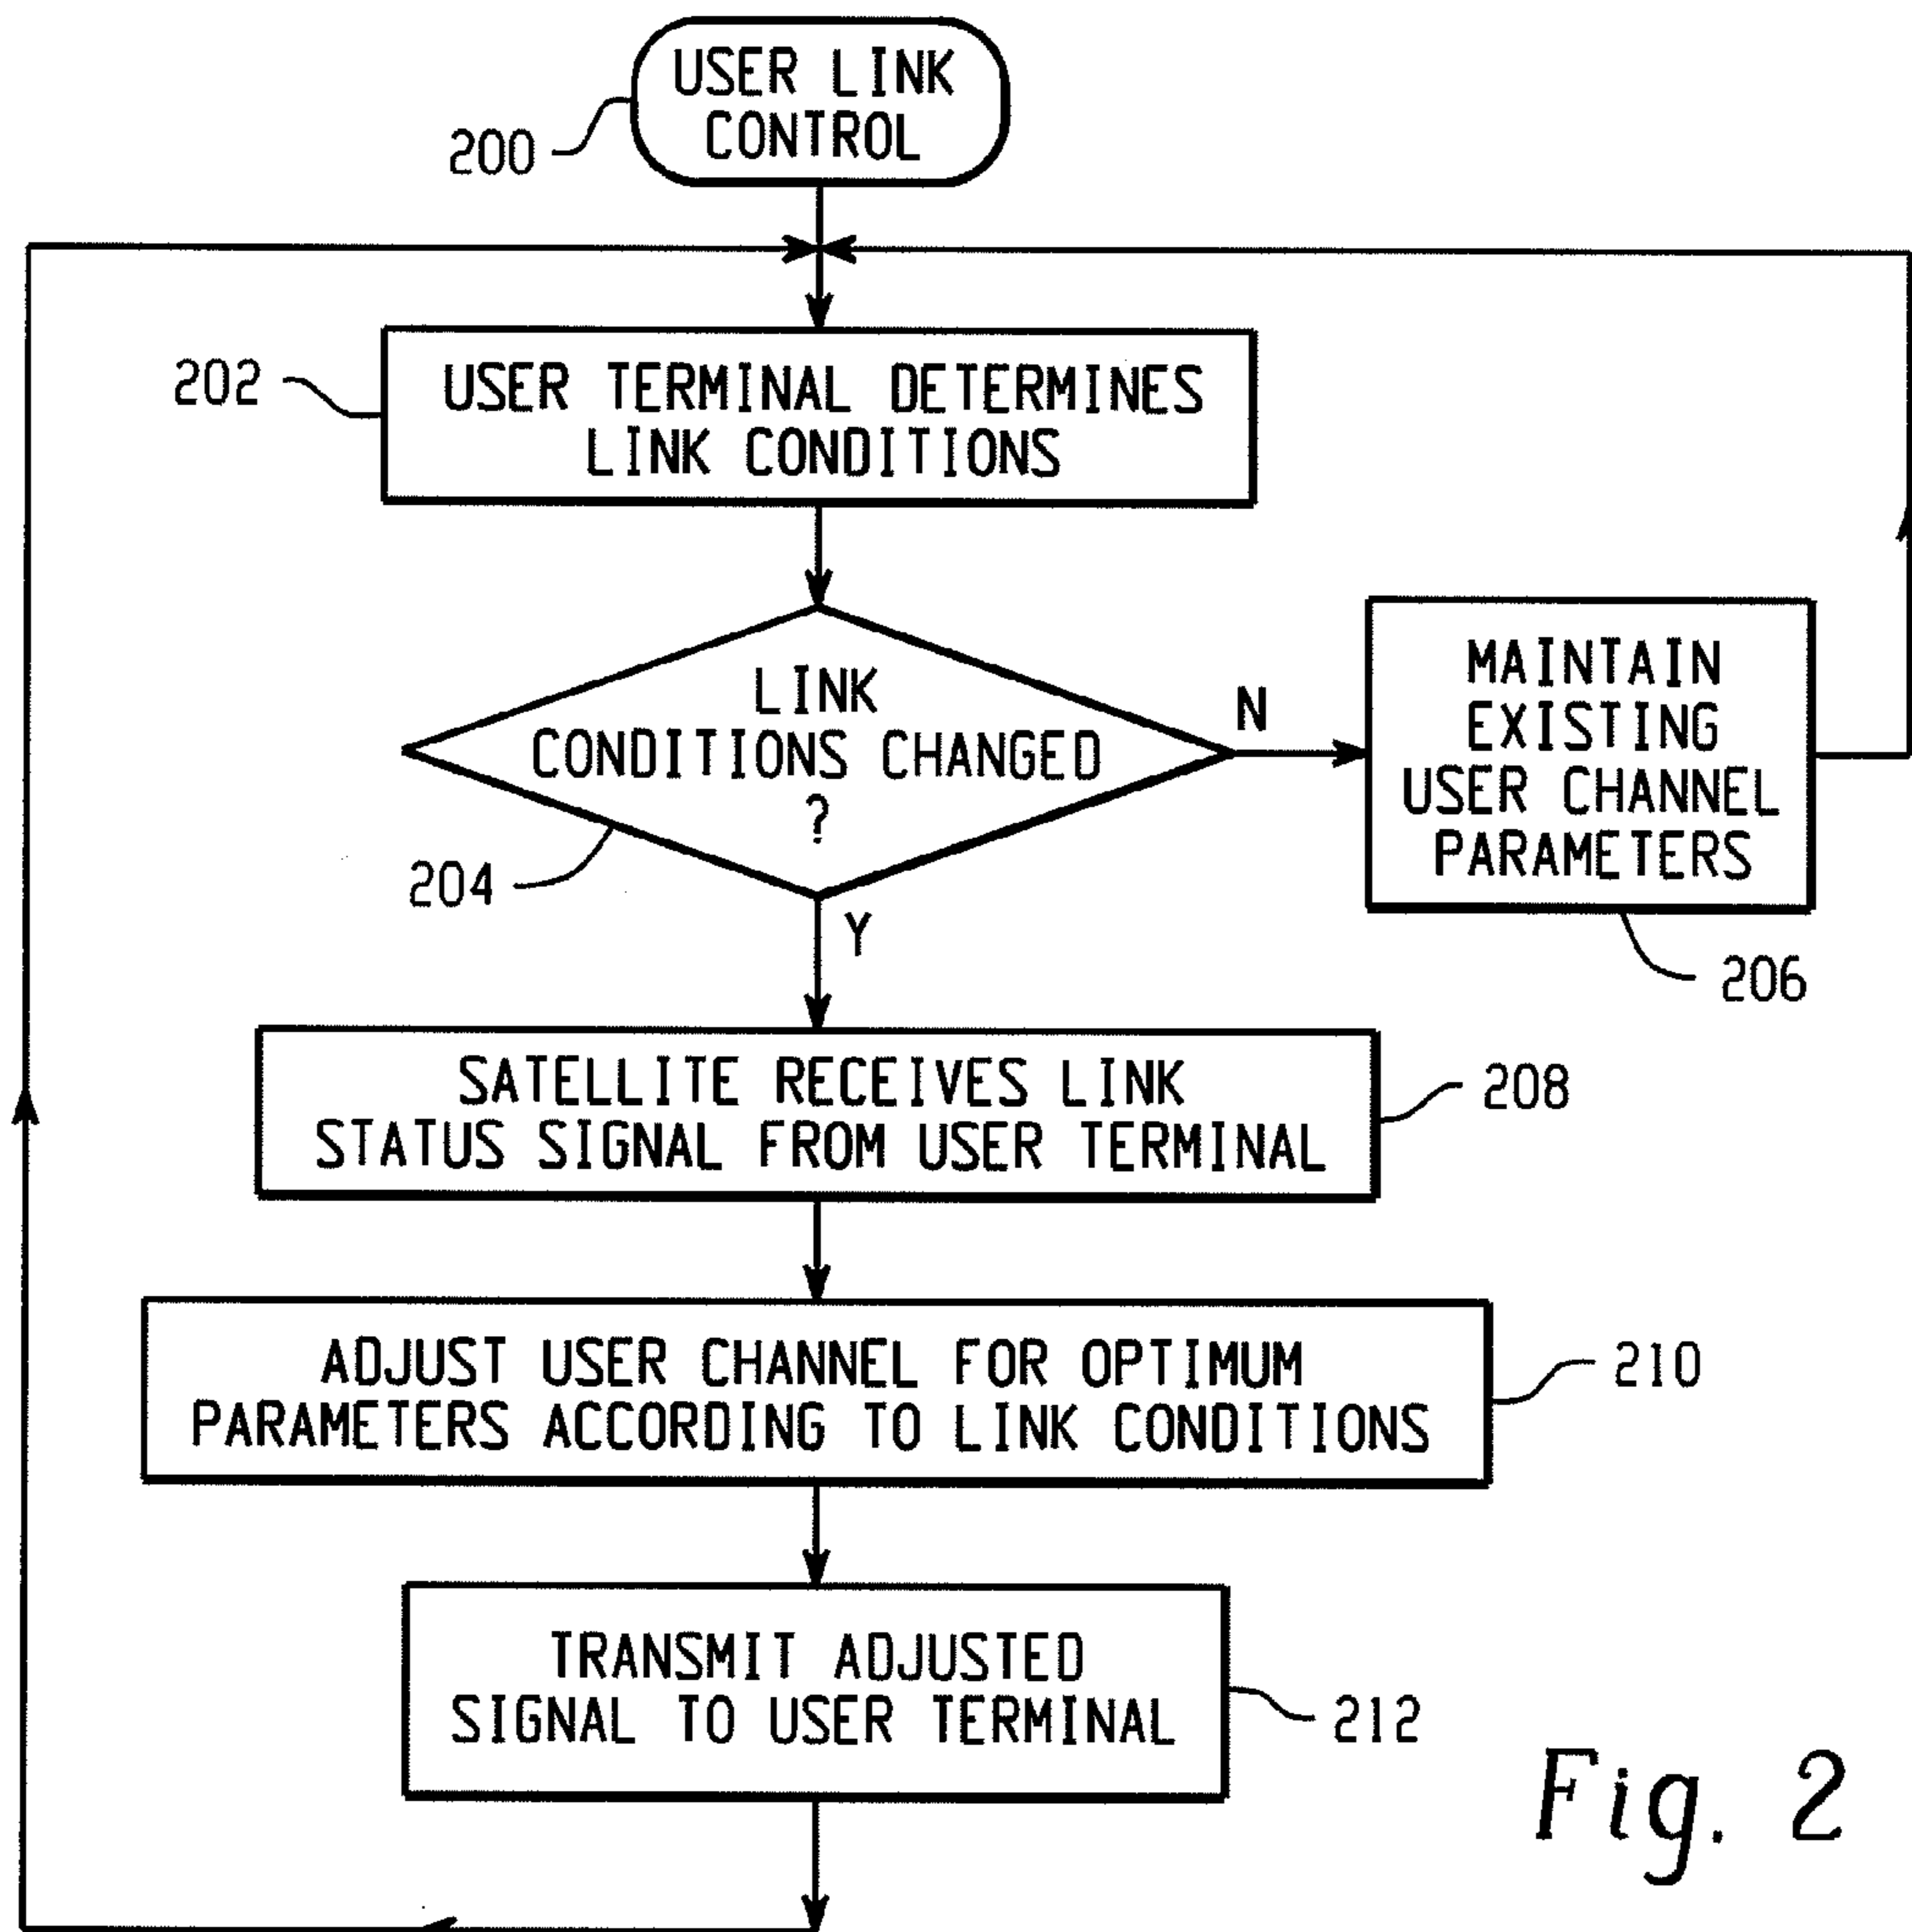 USER LINK
CONTROL
200
202
USER TERMINAL DETERMINES
LINK CONDITIONS
LINK
CONDITIONS CHANGED
?
N
204
Y
MAINTAIN
EXISTING
USER CHANNEL
PARAMETERS
206
SATELLITE RECEIVES LINK
STATUS SIGNAL FROM USER TERMINAL
208
ADJUST USER CHANNEL FOR OPTIMUM
PARAMETERS ACCORDING TO LINK CONDITIONS
210
TRANSMIT ADJUSTED
SIGNAL TO USER TERMINAL
212
Fig. 2